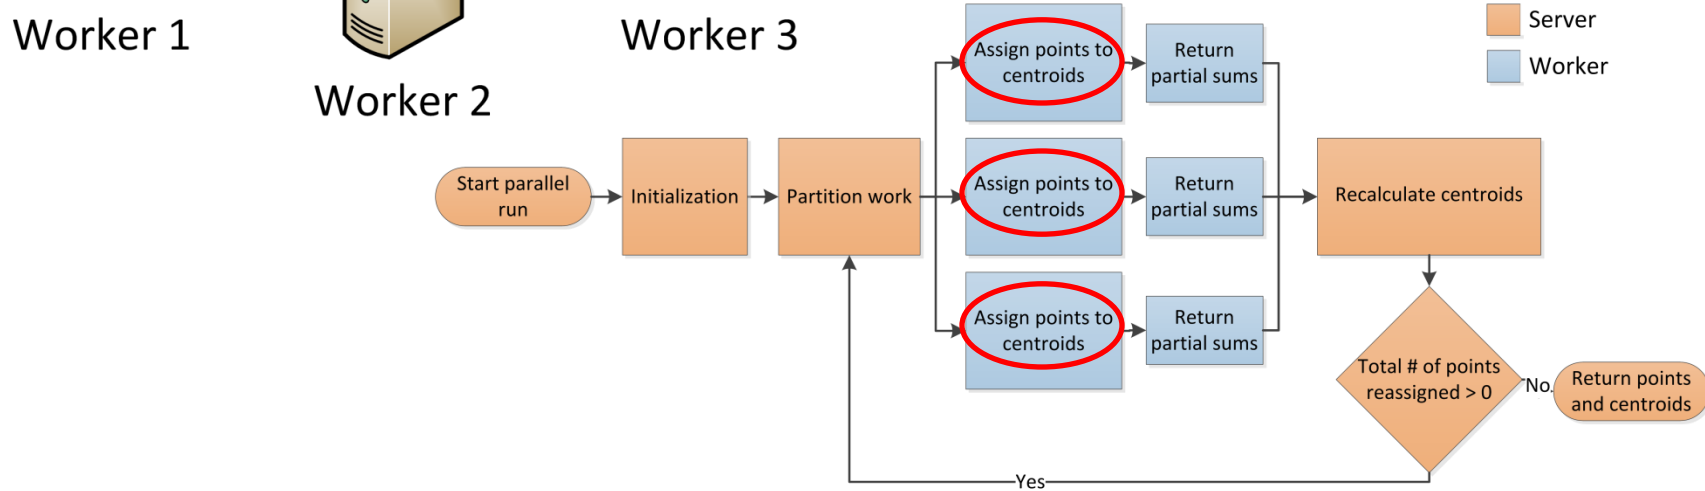 Worker 1
Worker 2
Worker 3
Server
Worker
Start parallel
run
Initialization
Partition work
Assign points to
centroids
Return
partial sums
Assign points to
centroids
Return
partial sums
Assign points to
centroids
Return
partial sums
Recalculate centroids
Total # of points
reassigned > 0
No
Return points
and centroids
Yes